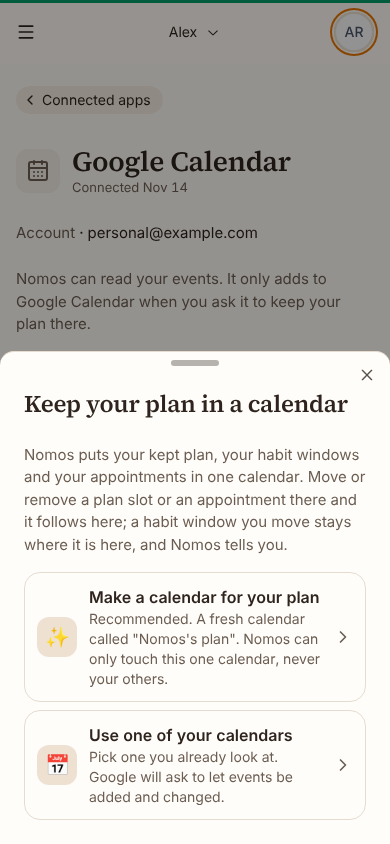 Alex
AR
Connected apps
Google Calendar
Connected Nov 14
Account · personal@example.com
Nomos can read your events. It only adds to
Google Calendar when you ask it to keep your
plan there.
Keep your plan in a calendar
Nomos puts your kept plan, your habit windows
and your appointments in one calendar. Move or
remove a plan slot or an appointment there and
it follows here; a habit window you move stays
where it is here, and Nomos tells you.
Make a calendar for your plan
Recommended. A fresh calendar
called "Nomos's plan". Nomos can
only touch this one calendar, never
your others.
Use one of your calendars
Pick one you already look at.
Google will ask to let events be
added and changed.